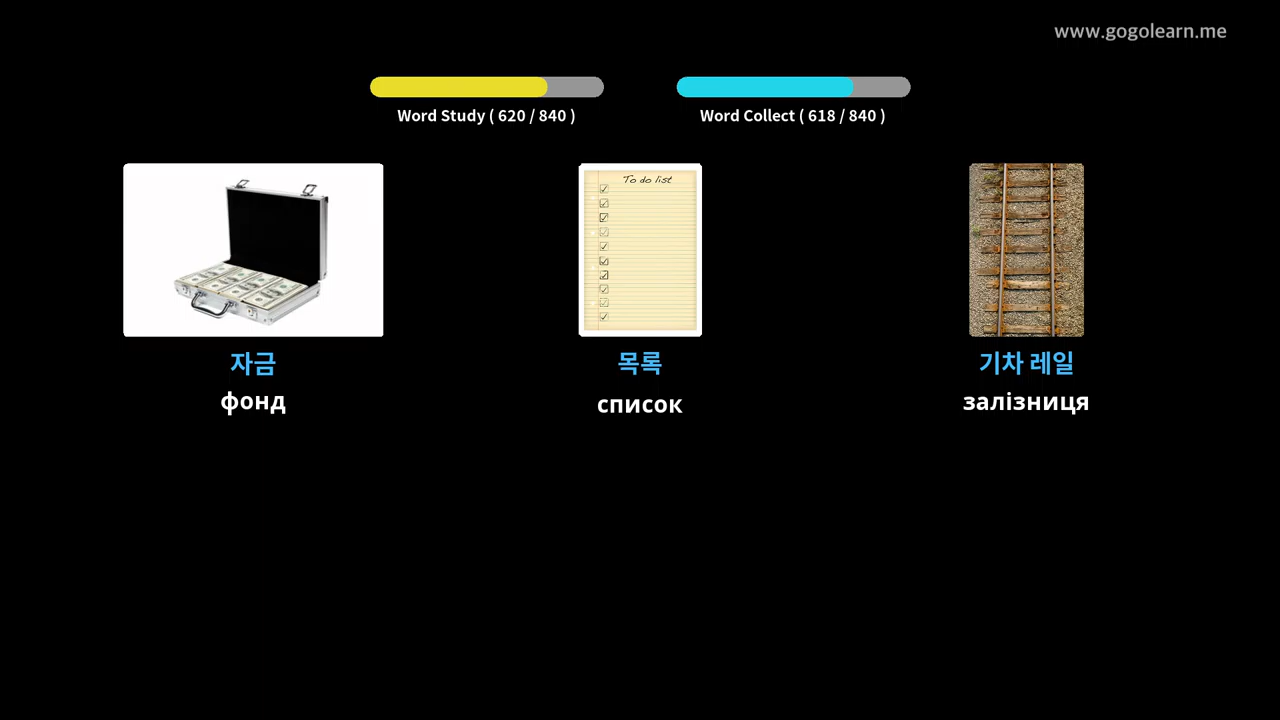 www.gogolearn.me
Word Study ( 620 / 840 )
Word Collect ( 618 / 840 )
To do list
자금
фонд
목록
список
기차 레일
залізниця